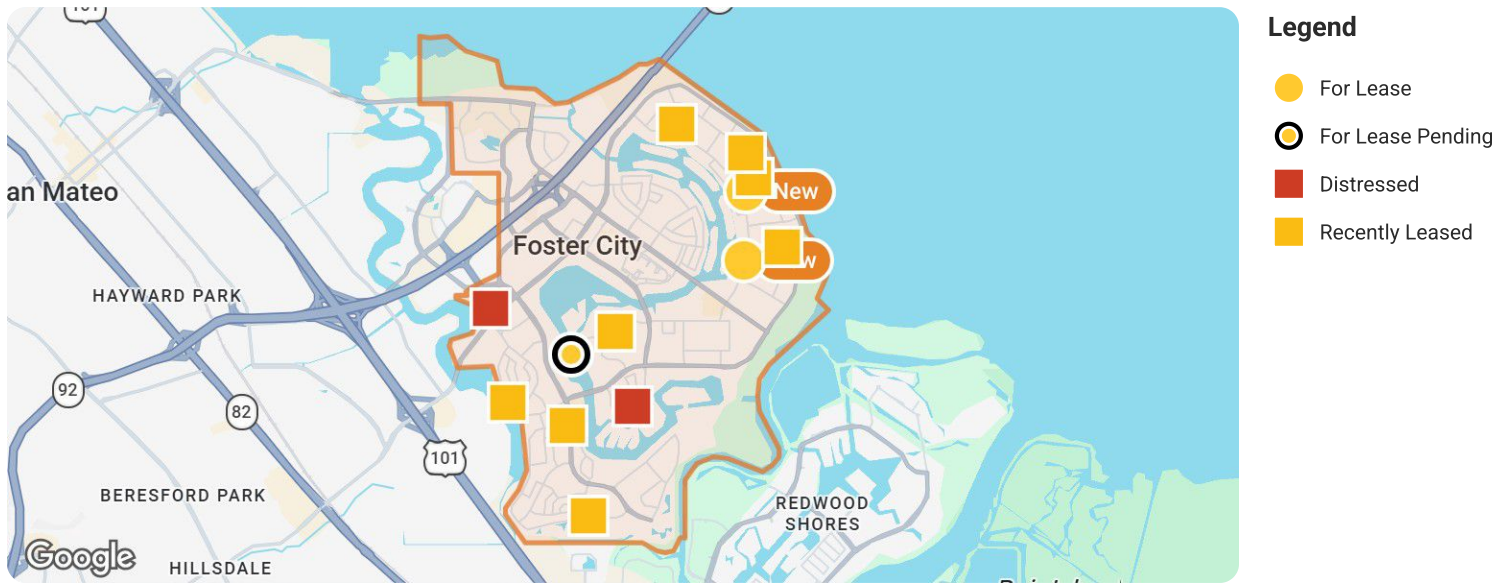 101
an Mateo
New
Foster City
w
HAYWARD PARK
92
82
101
BERESFORD PARK
REDWOOD
SHORES
Google
HILLSDALE
Legend
For Lease
For Lease Pending
Distressed
Recently Leased